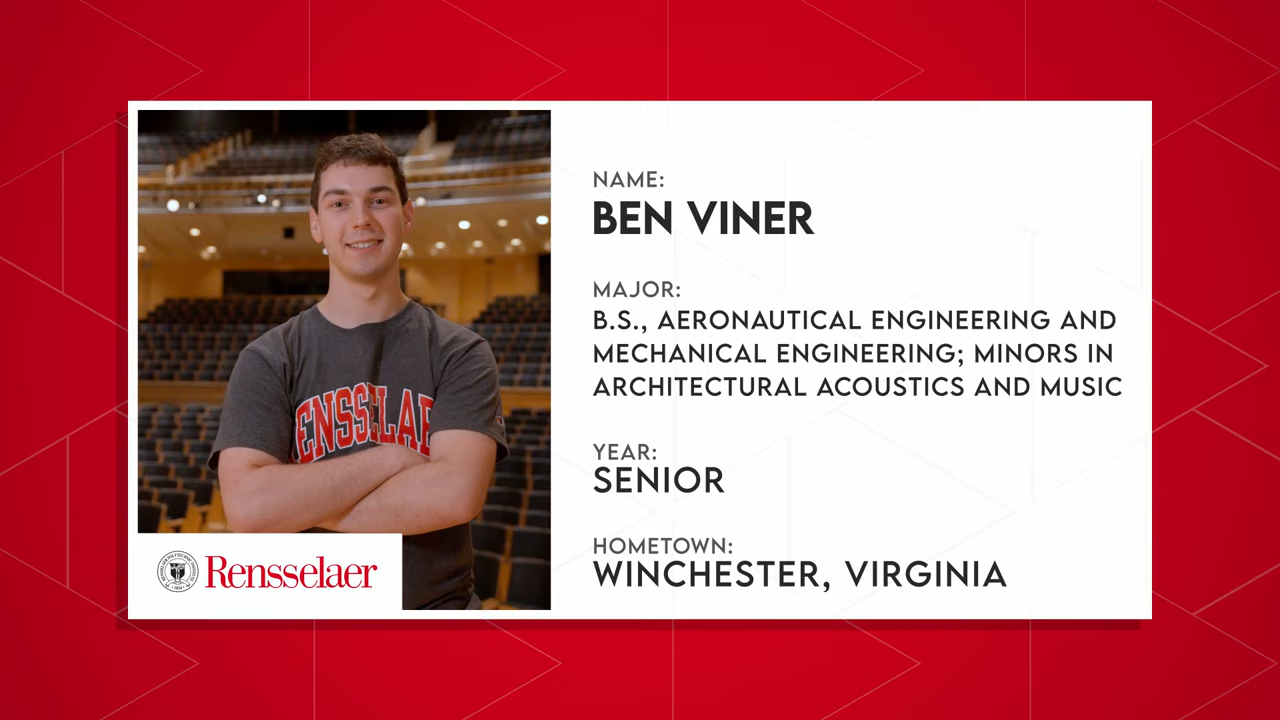 NAME:
BEN VINER
MAJOR:
B.S., AERONAUTICAL ENGINEERING AND
MECHANICAL ENGINEERING; MINORS IN
ARCHITECTURAL ACOUSTICS AND MUSIC
YEAR:
SENIOR
HOMETOWN:
WINCHESTER, VIRGINIA
ENSSELAE
Rensselaer